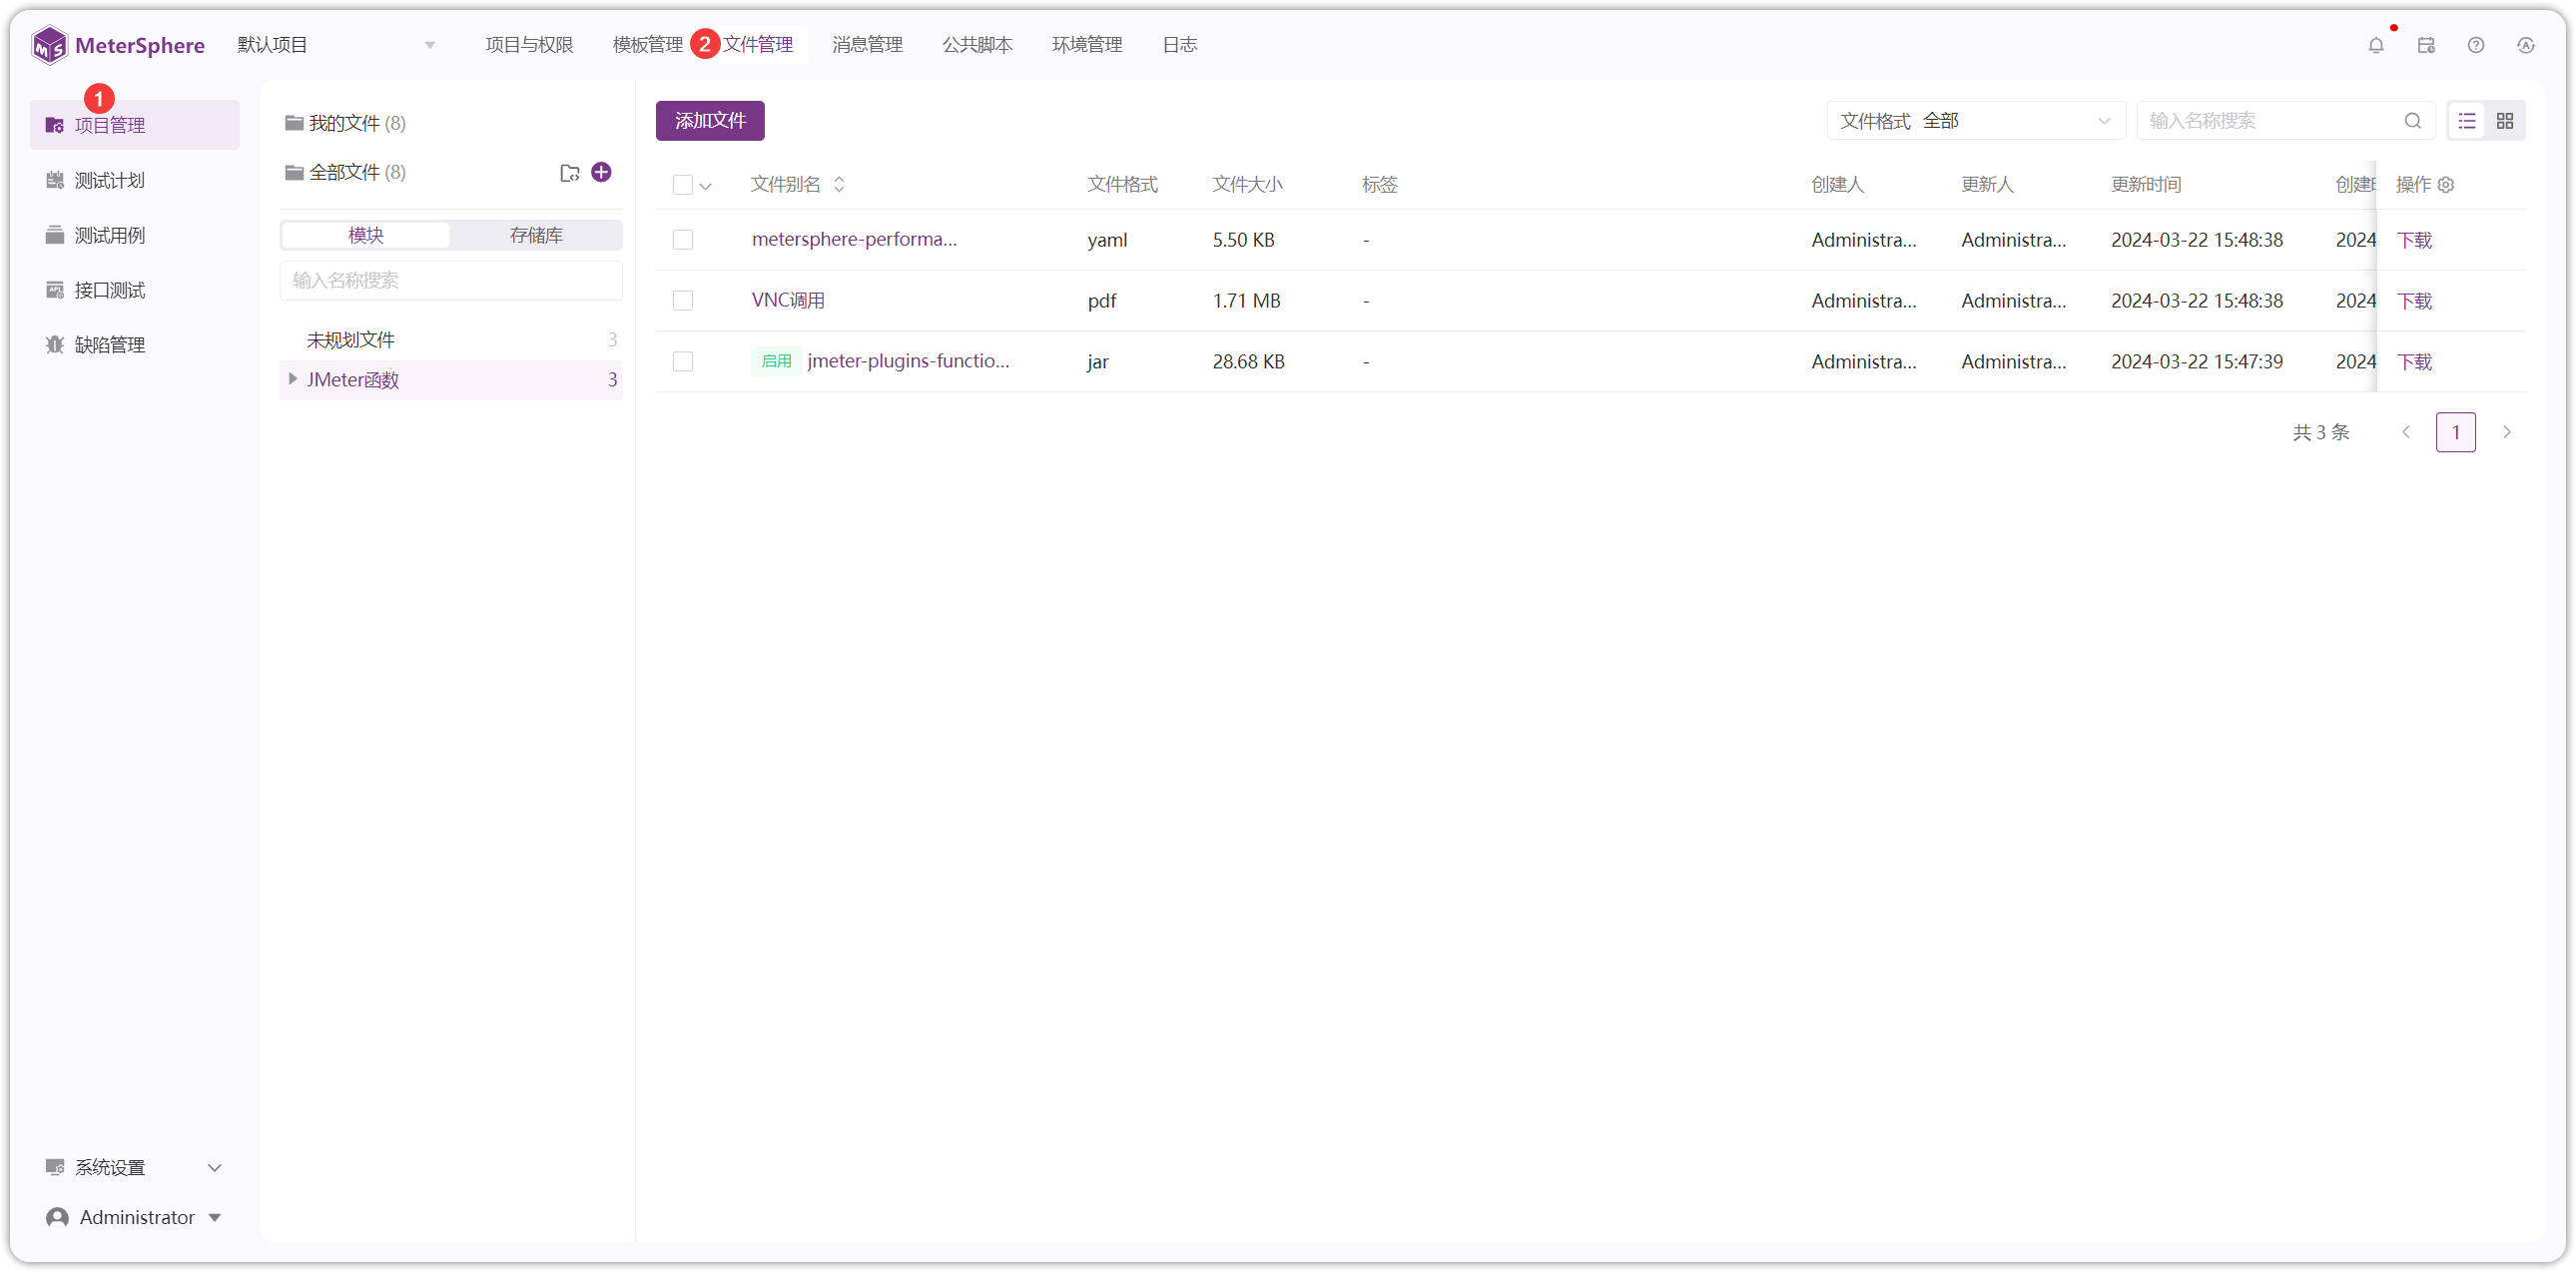 MeterSphere
默认项目
项目与权限
模板管理
2
文件管理
消息管理
公共脚本
环境管理
日志
1
项目管理
测试计划
测试用例
接口测试
缺陷管理
系统设置
Administrator
我的文件 (8)
全部文件 (8)
模块
存储库
输入名称搜索
未规划文件 3
JMeter函数 3
添加文件
文件格式 全部
输入名称搜索
文件别名 文件格式 文件大小 标签 创建人 更新人 更新时间 创建 操作
metersphere-performa... yaml 5.50 KB - Administra... Administra... 2024-03-22 15:48:38 2024 下载
VNC调用 pdf 1.71 MB - Administra... Administra... 2024-03-22 15:48:38 2024 下载
启用 jmeter-plugins-functio... jar 28.68 KB - Administra... Administra... 2024-03-22 15:47:39 2024 下载
共 3 条
1